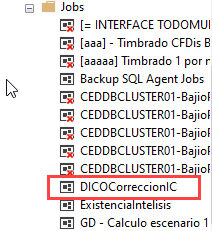 Jobs
[= INTERFACE TODOMU
[aaa] - Timbrado CFDis B
[aaaaa] Timbrado 1 por r
Backup SQL Agent Jobs
CEDDBCLUSTER01-BajioF
CEDDBCLUSTER01-BajioF
CEDDBCLUSTER01-BajioF
CEDDBCLUSTER01-BajioF
DICOCorreccionIC
ExistenciaIntelisis
GD - Calculo escenario 1